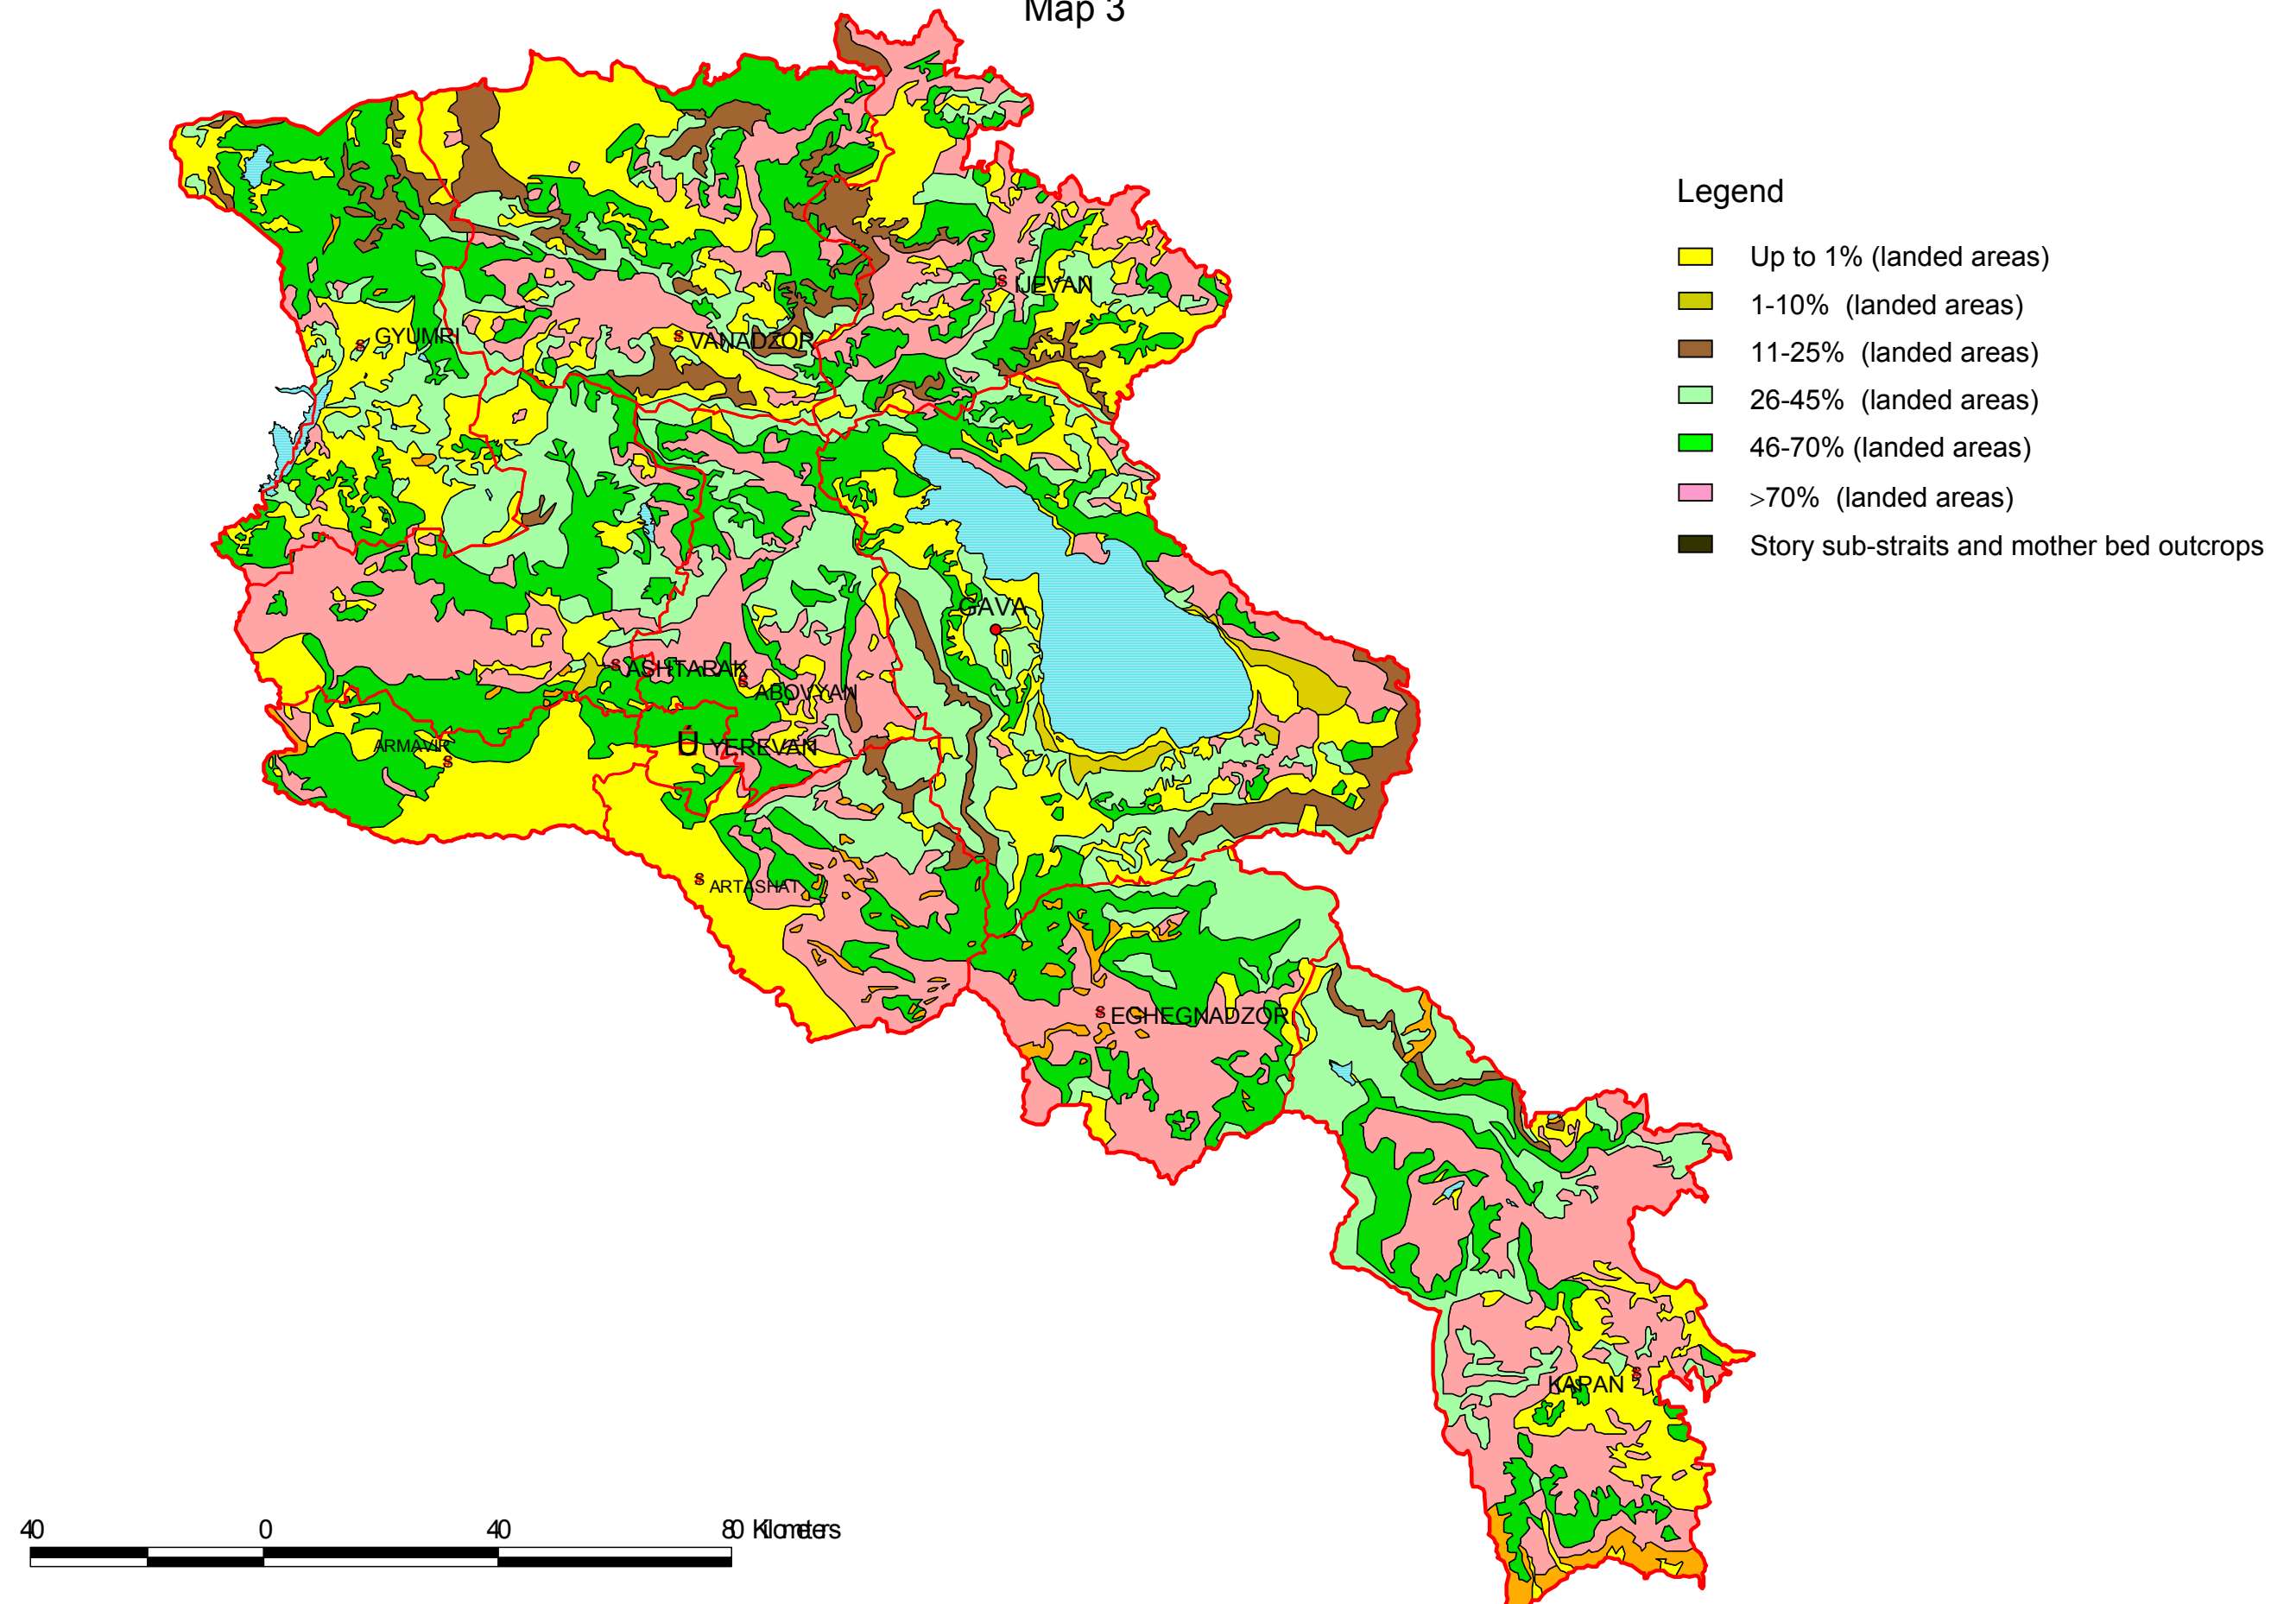 Map 3
Legend
Up to 1% (landed areas)
1-10% (landed areas)
11-25% (landed areas)
26-45% (landed areas)
46-70% (landed areas)
>70% (landed areas)
Story sub-straits and mother bed outcrops
IJEVAN
S
S GYUMRI
S VANADZOR
GAVA
S ASHTARAK
S ABOVYAN
S
ARMAVIR
S
Ú YEREVAN
S ARTASHAT
S EGHEGNADZOR
KAPAN S
40 0 40 80 Kilometers